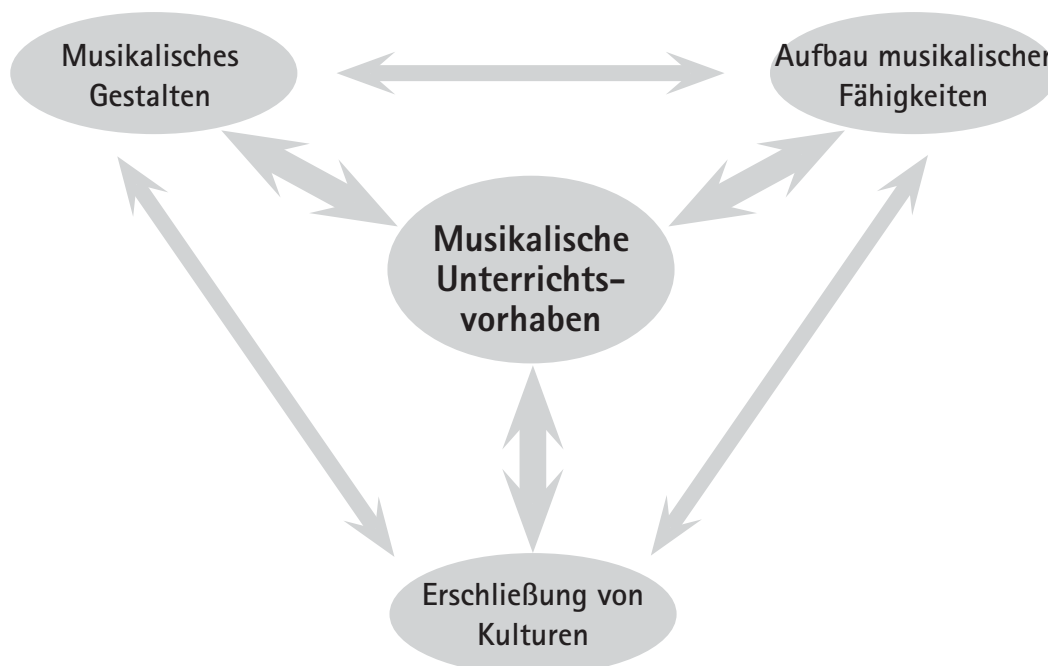 Musikalisches
Gestalten
Aufbau musikalischer
Fähigkeiten
Musikalische
Unterrichts-
vorhaben
Erschließung von
Kulturen